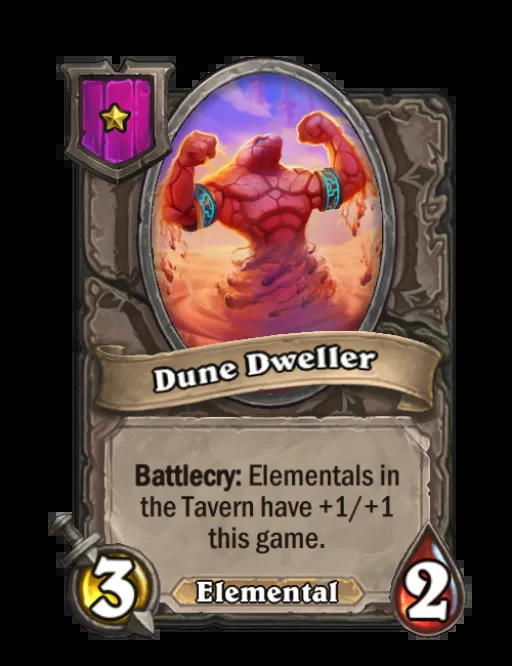 Dune Dweller
Battlecry: Elementals in
the Tavern have +1/+1
this game.
3
Elemental
2